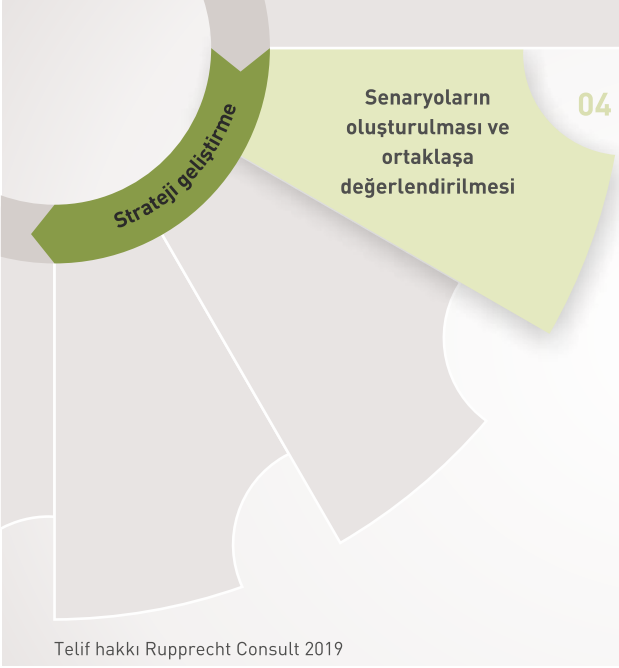 Senaryoların
oluşturulması ve
ortaklaşa
değerlendirilmesi
04
Strateji geliştirme
Telif hakkı Rupprecht Consult 2019